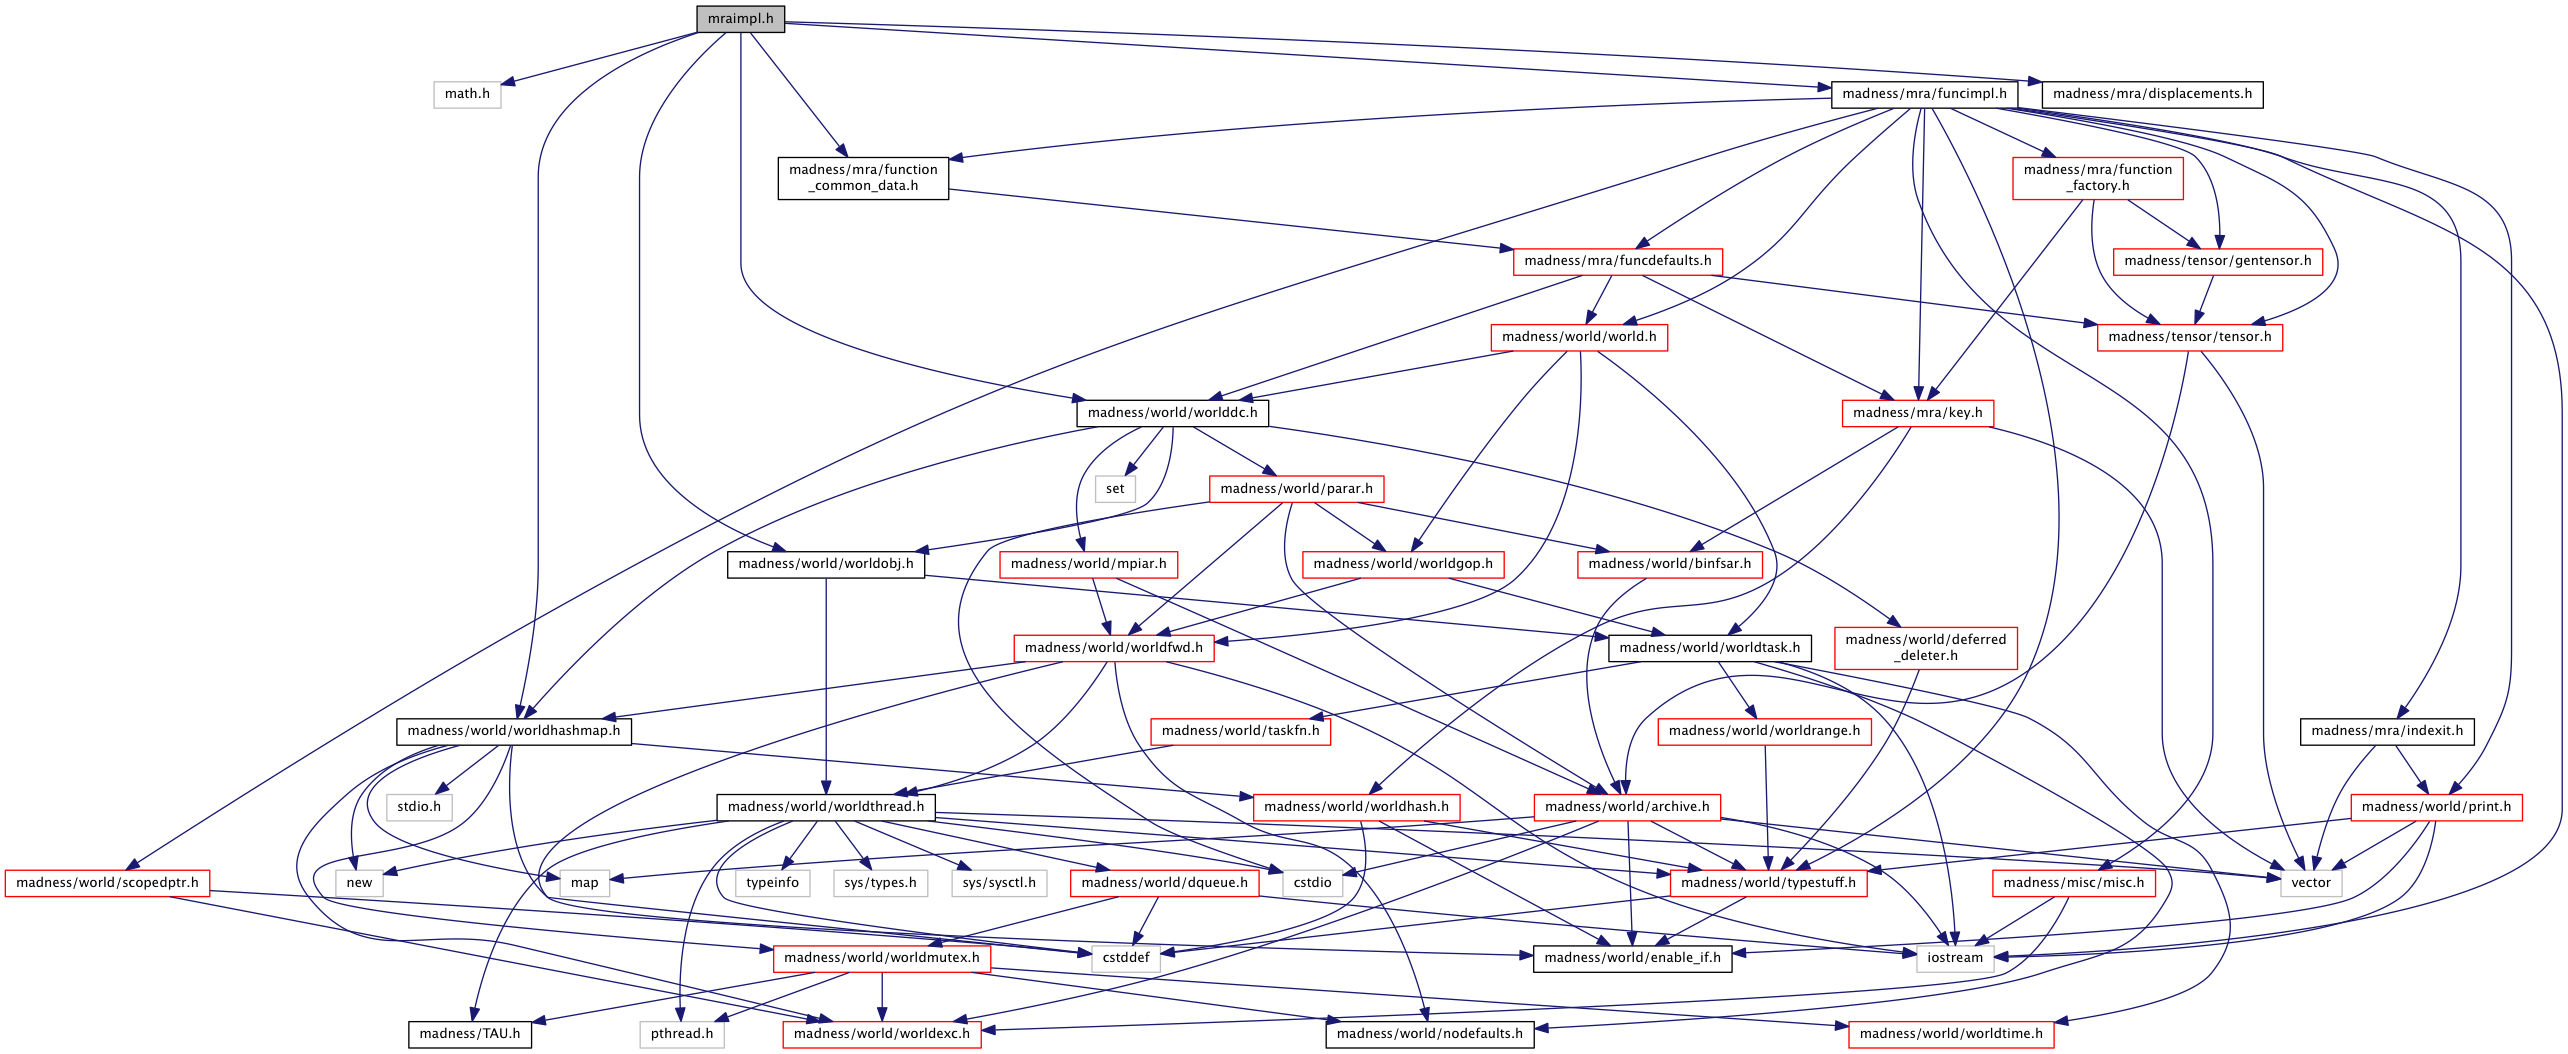 mraimpl.h
math.h
madness/mra/funcimpl.h
madness/mra/displacements.h
madness/mra/function
_common_data.h
madness/mra/function
_factory.h
madness/mra/funcdefaults.h
madness/tensor/gentensor.h
madness/world/world.h
madness/tensor/tensor.h
madness/world/worlddc.h
madness/mra/key.h
set
madness/world/parar.h
madness/world/worldobj.h
madness/world/mpiar.h
madness/world/worldgop.h
madness/world/binfsar.h
madness/world/worldfwd.h
madness/world/worldtask.h
madness/world/deferred
_deleter.h
madness/world/worldhashmap.h
madness/world/taskfn.h
madness/world/worldrange.h
madness/mra/indexit.h
stdio.h
madness/world/worldthread.h
madness/world/worldhash.h
madness/world/archive.h
madness/world/print.h
madness/world/scopedptr.h
new
map
typeinfo
sys/types.h
sys/sysctl.h
madness/world/dqueue.h
cstdio
madness/world/typestuff.h
madness/misc/misc.h
vector
madness/world/worldmutex.h
cstddef
madness/world/enable_if.h
iostream
madness/TAU.h
pthread.h
madness/world/worldexc.h
madness/world/nodefaults.h
madness/world/worldtime.h